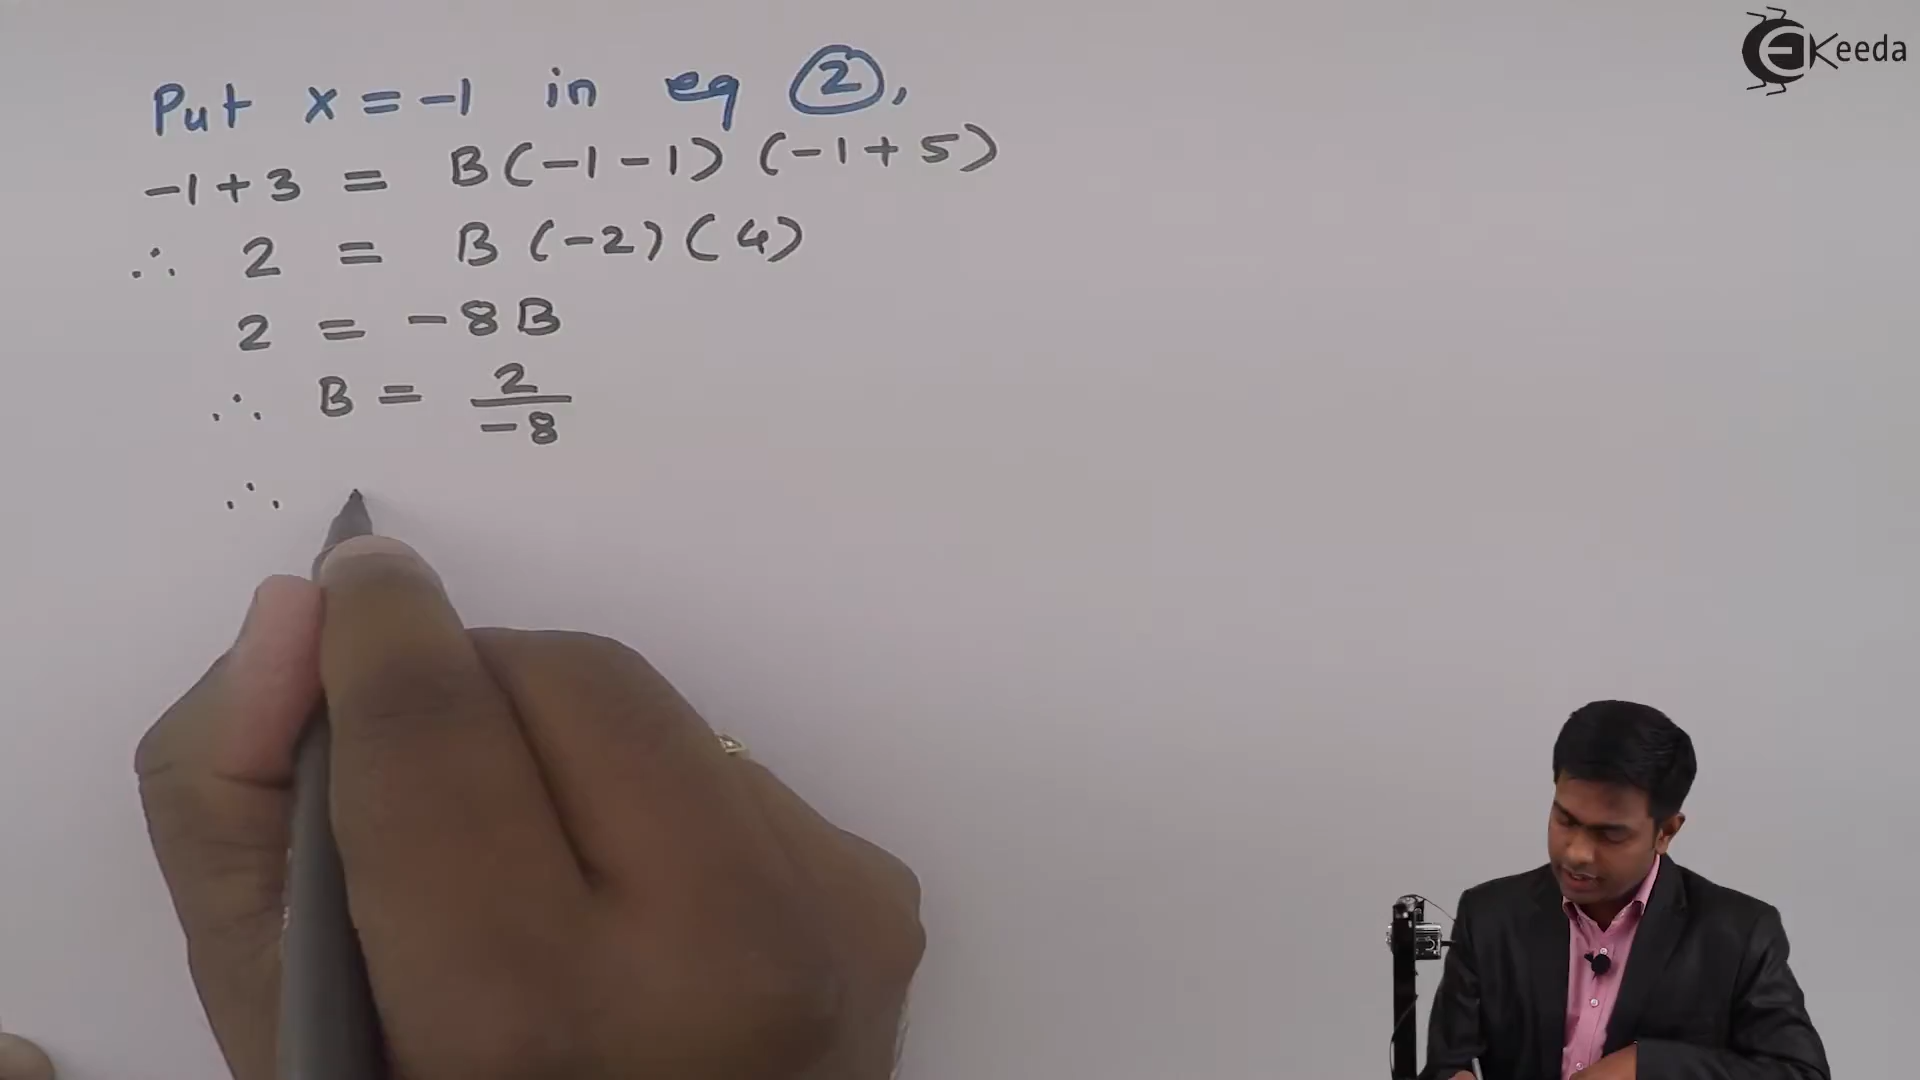 EKeeda
Put x = -1 in eq ②,
-1 + 3 = B(-1 - 1) (-1 + 5)
∴ 2 = B (-2) (4)
2 = -8B
∴ B = 2/-8
∴